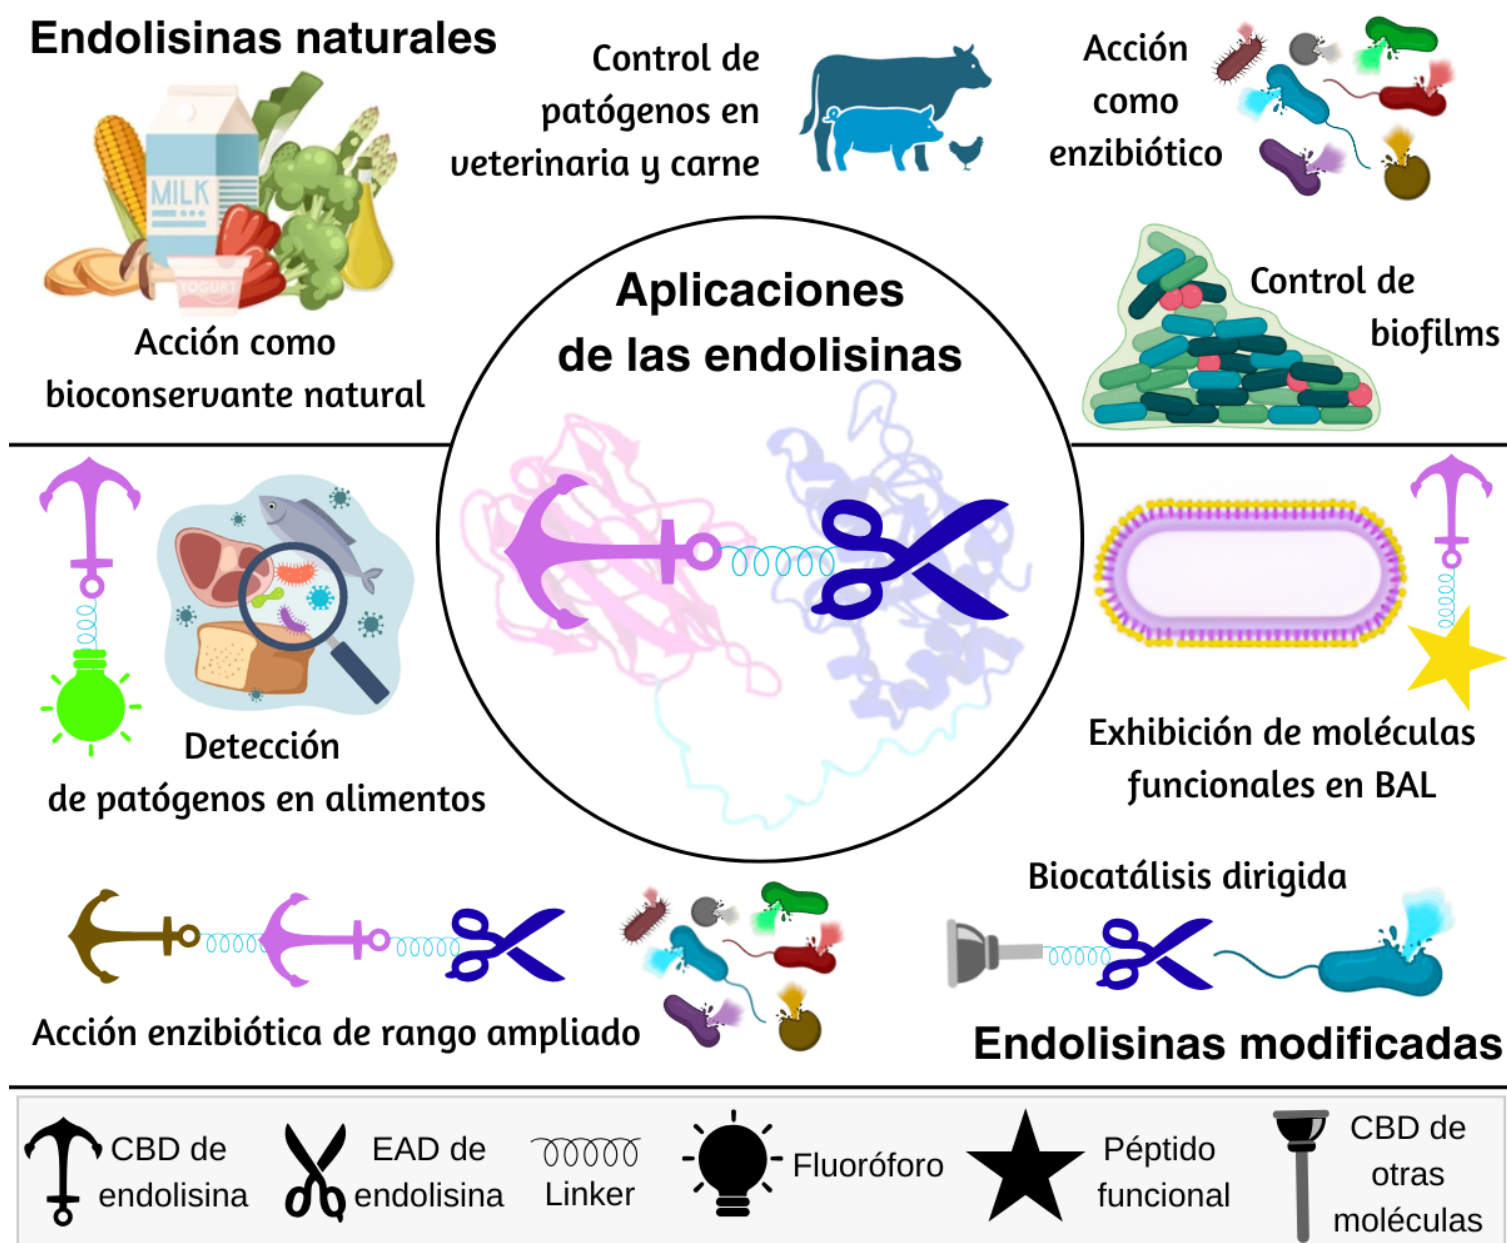 Endolisinas naturales
MILK
YOGURT
Acción como
bioconservante natural
Control de
patógenos en
veterinaria y carne
Acción
como
enzibiótico
Control de
biofilms
Aplicaciones
de las endolisinas
Detección
de patógenos en alimentos
Exhibición de moléculas
funcionales en BAL
Acción enzibiótica de rango ampliado
Biocatálisis dirigida
Endolisinas modificadas
CBD de
endolisina
EAD de
endolisina
Linker
Fluoróforo
Péptido
funcional
CBD de
otras
moléculas